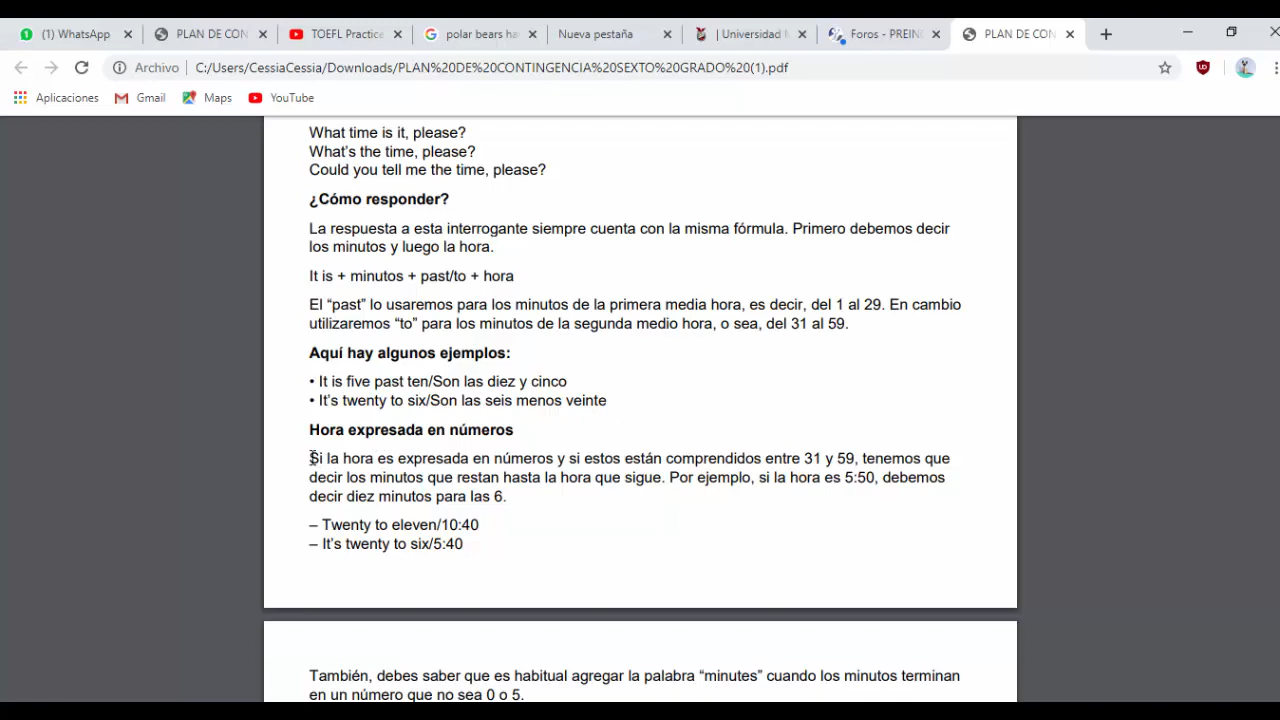 (1) WhatsApp
PLAN DE CON
TOEFL Practice
polar bears ha
Nueva pestaña
Universidad
Foros - PREIN
PLAN DE CON
Archivo
C:/Users/CessiaCessia/Downloads/PLAN%20DE%20CONTINGENCIA%20SEXTO%20GRADO%20(1).pdf
Aplicaciones
Gmail
Maps
YouTube
What time is it, please?
What's the time, please?
Could you tell me the time, please?
¿Cómo responder?
La respuesta a esta interrogante siempre cuenta con la misma fórmula. Primero debemos decir
los minutos y luego la hora.
It is + minutos + past/to + hora
El “past” lo usaremos para los minutos de la primera media hora, es decir, del 1 al 29. En cambio
utilizaremos “to” para los minutos de la segunda medio hora, o sea, del 31 al 59.
Aquí hay algunos ejemplos:
• It is five past ten/Son las diez y cinco
• It’s twenty to six/Son las seis menos veinte
Hora expresada en números
Si la hora es expresada en números y si estos están comprendidos entre 31 y 59, tenemos que
decir los minutos que restan hasta la hora que sigue. Por ejemplo, si la hora es 5:50, debemos
decir diez minutos para las 6.
– Twenty to eleven/10:40
– It’s twenty to six/5:40
También, debes saber que es habitual agregar la palabra “minutes” cuando los minutos terminan
en un número que no sea 0 o 5.